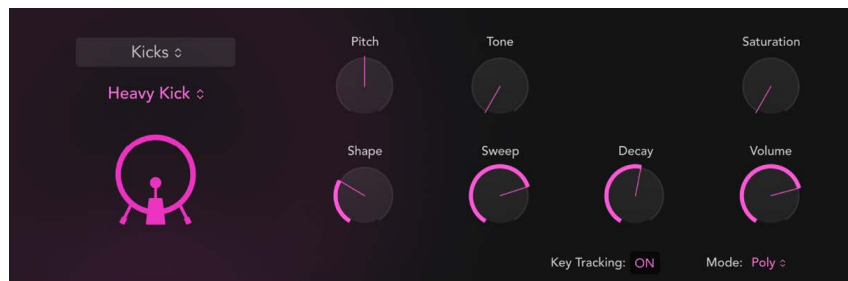 Kicks
Heavy Kick
Pitch
Tone
Saturation
Shape
Sweep
Decay
Volume
Key Tracking: ON
Mode: Poly